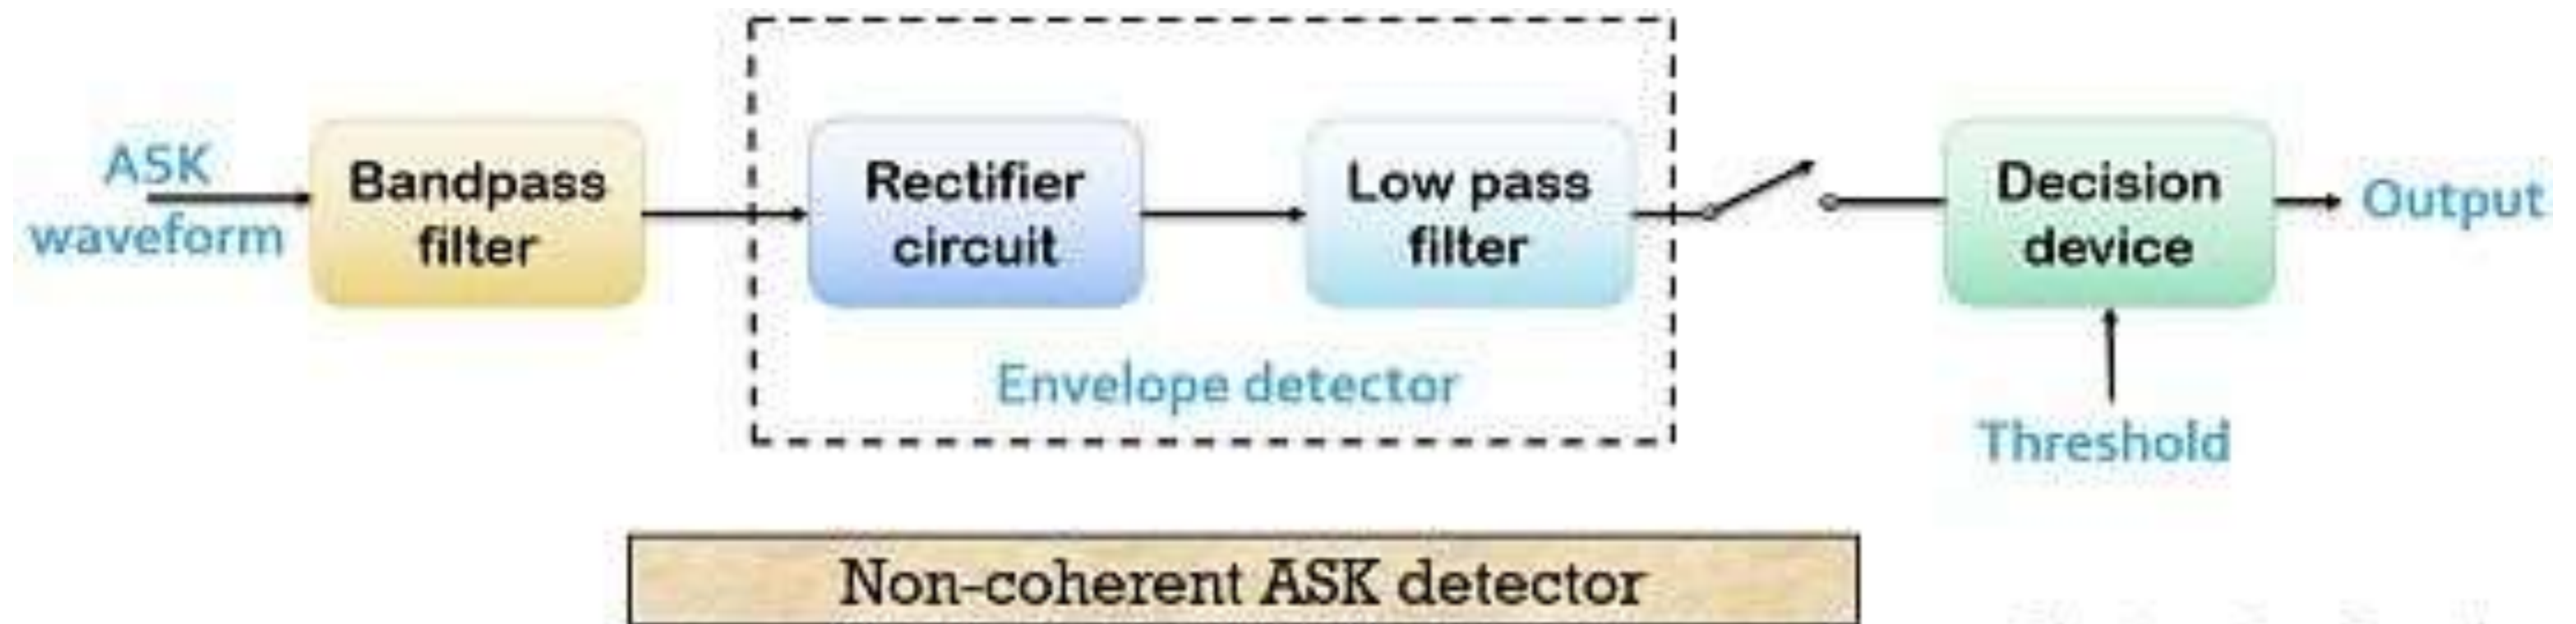 ASK
waveform
Bandpass
filter
Rectifier
circuit
Low pass
filter
Envelope detector
Decision
device
Output
Threshold
Non-coherent ASK detector